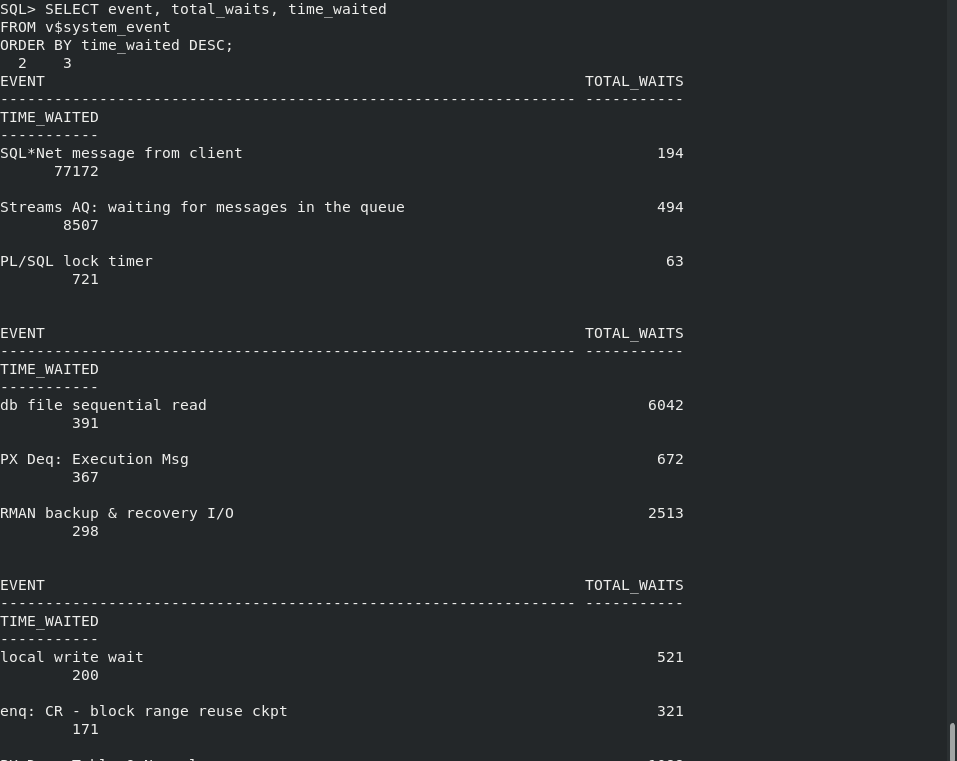 SQL> SELECT event, total_waits, time_waited
FROM v$system_event
ORDER BY time_waited DESC;
  2    3
EVENT                                                            TOTAL_WAITS
---------------------------------------------------------------- -----------
TIME_WAITED
-----------
SQL*Net message from client                                              194
      77172

Streams AQ: waiting for messages in the queue                            494
       8507

PL/SQL lock timer                                                         63
        721


EVENT                                                            TOTAL_WAITS
---------------------------------------------------------------- -----------
TIME_WAITED
-----------
db file sequential read                                                 6042
        391

PX Deq: Execution Msg                                                    672
        367

RMAN backup & recovery I/O                                              2513
        298


EVENT                                                            TOTAL_WAITS
---------------------------------------------------------------- -----------
TIME_WAITED
-----------
local write wait                                                         521
        200

enq: CR - block range reuse ckpt                                         321
        171